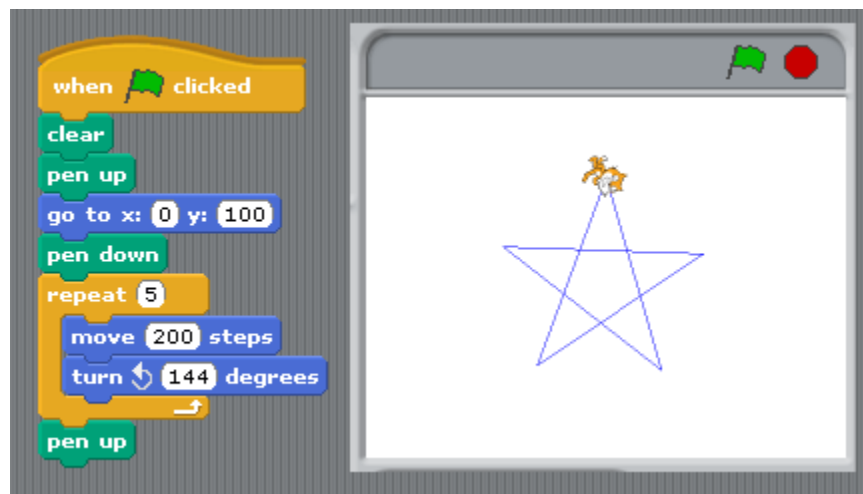 when clicked
clear
pen up
go to x: 0 y: 100
pen down
repeat 5
move 200 steps
turn 144 degrees
pen up